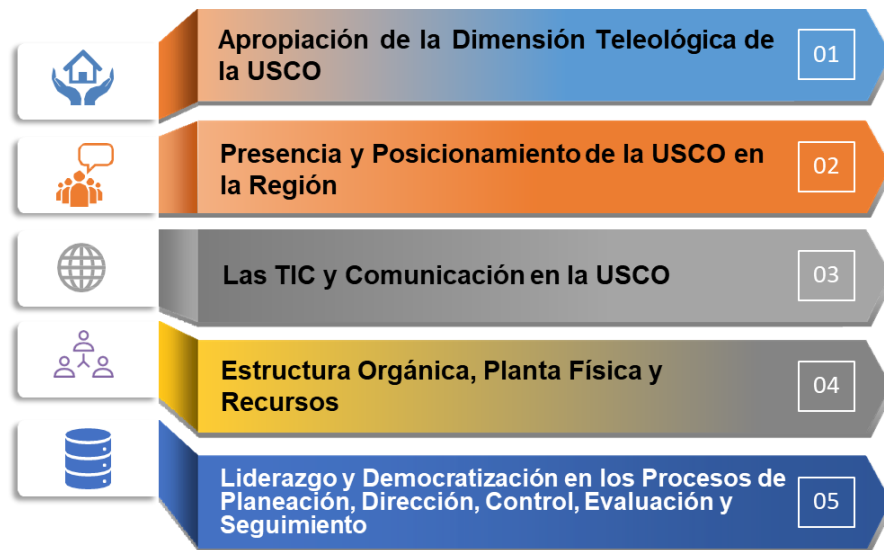 Apropiación de la Dimensión Teleológica de
la USCO
01
Presencia y Posicionamiento de la USCO en
la Región
02
Las TIC y Comunicación en la USCO
03
Estructura Orgánica, Planta Física y
Recursos
04
Liderazgo y Democratización en los Procesos de
Planeación, Dirección, Control, Evaluación y
Seguimiento
05